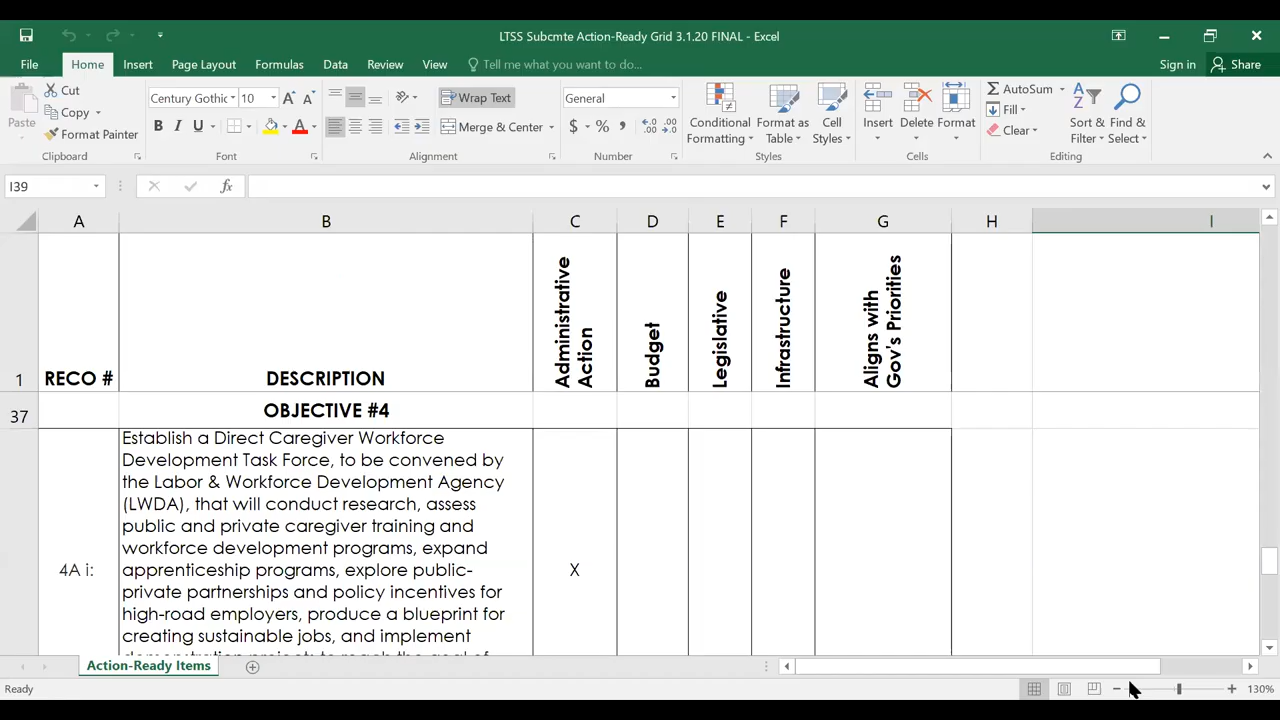 LTSS Subcmte Action-Ready Grid 3.1.20 FINAL - Excel
File Home Insert Page Layout Formulas Data Review View Tell me what you want to do... Sign in Share
Paste
Cut
Copy
Format Painter
Clipboard
Century Gothic 10
B I U
Font
Wrap Text
Merge & Center
Alignment
General
$ % ,
Number
Conditional Formatting
Format as Table
Cell Styles
Styles
Insert
Delete
Format
Cells
AutoSum
Fill
Clear
Sort & Filter
Find & Select
Editing
I39
fx
A B C D E F G H I
1
RECO #
DESCRIPTION
Administrative Action
Budget
Legislative
Infrastructure
Aligns with Gov's Priorities
37
OBJECTIVE #4
4A i:
Establish a Direct Caregiver Workforce
Development Task Force, to be convened by
the Labor & Workforce Development Agency
(LWDA), that will conduct research, assess
public and private caregiver training and
workforce development programs, expand
apprenticeship programs, explore public-
private partnerships and policy incentives for
high-road employers, produce a blueprint for
creating sustainable jobs, and implement
X
Action-Ready Items
Ready
130%